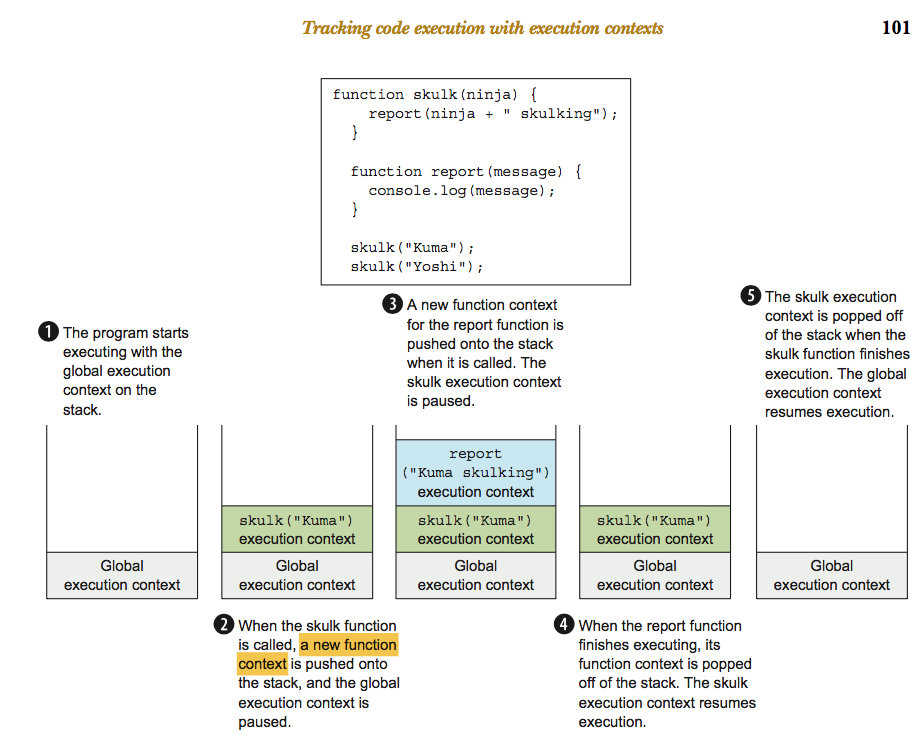 Tracking code execution with execution contexts
101
function skulk(ninja) {
report(ninja + " skulking");
}
function report(message) {
console.log(message);
}
skulk("Kuma");
skulk("Yoshi");
1 The program starts
executing with the
global execution
context on the
stack.
3 A new function context
for the report function is
pushed onto the stack
when it is called. The
skulk execution context
is paused.
5 The skulk execution
context is popped off
of the stack when the
skulk function finishes
execution. The global
execution context
resumes execution.
Global
execution context
skulk("Kuma")
execution context
Global
execution context
report
("Kuma skulking")
execution context
skulk("Kuma")
execution context
Global
execution context
skulk("Kuma")
execution context
Global
execution context
Global
execution context
2 When the skulk function
is called, a new function
context is pushed onto
the stack, and the global
execution context is
paused.
4 When the report function
finishes executing, its
function context is popped
off of the stack. The skulk
execution context resumes
execution.